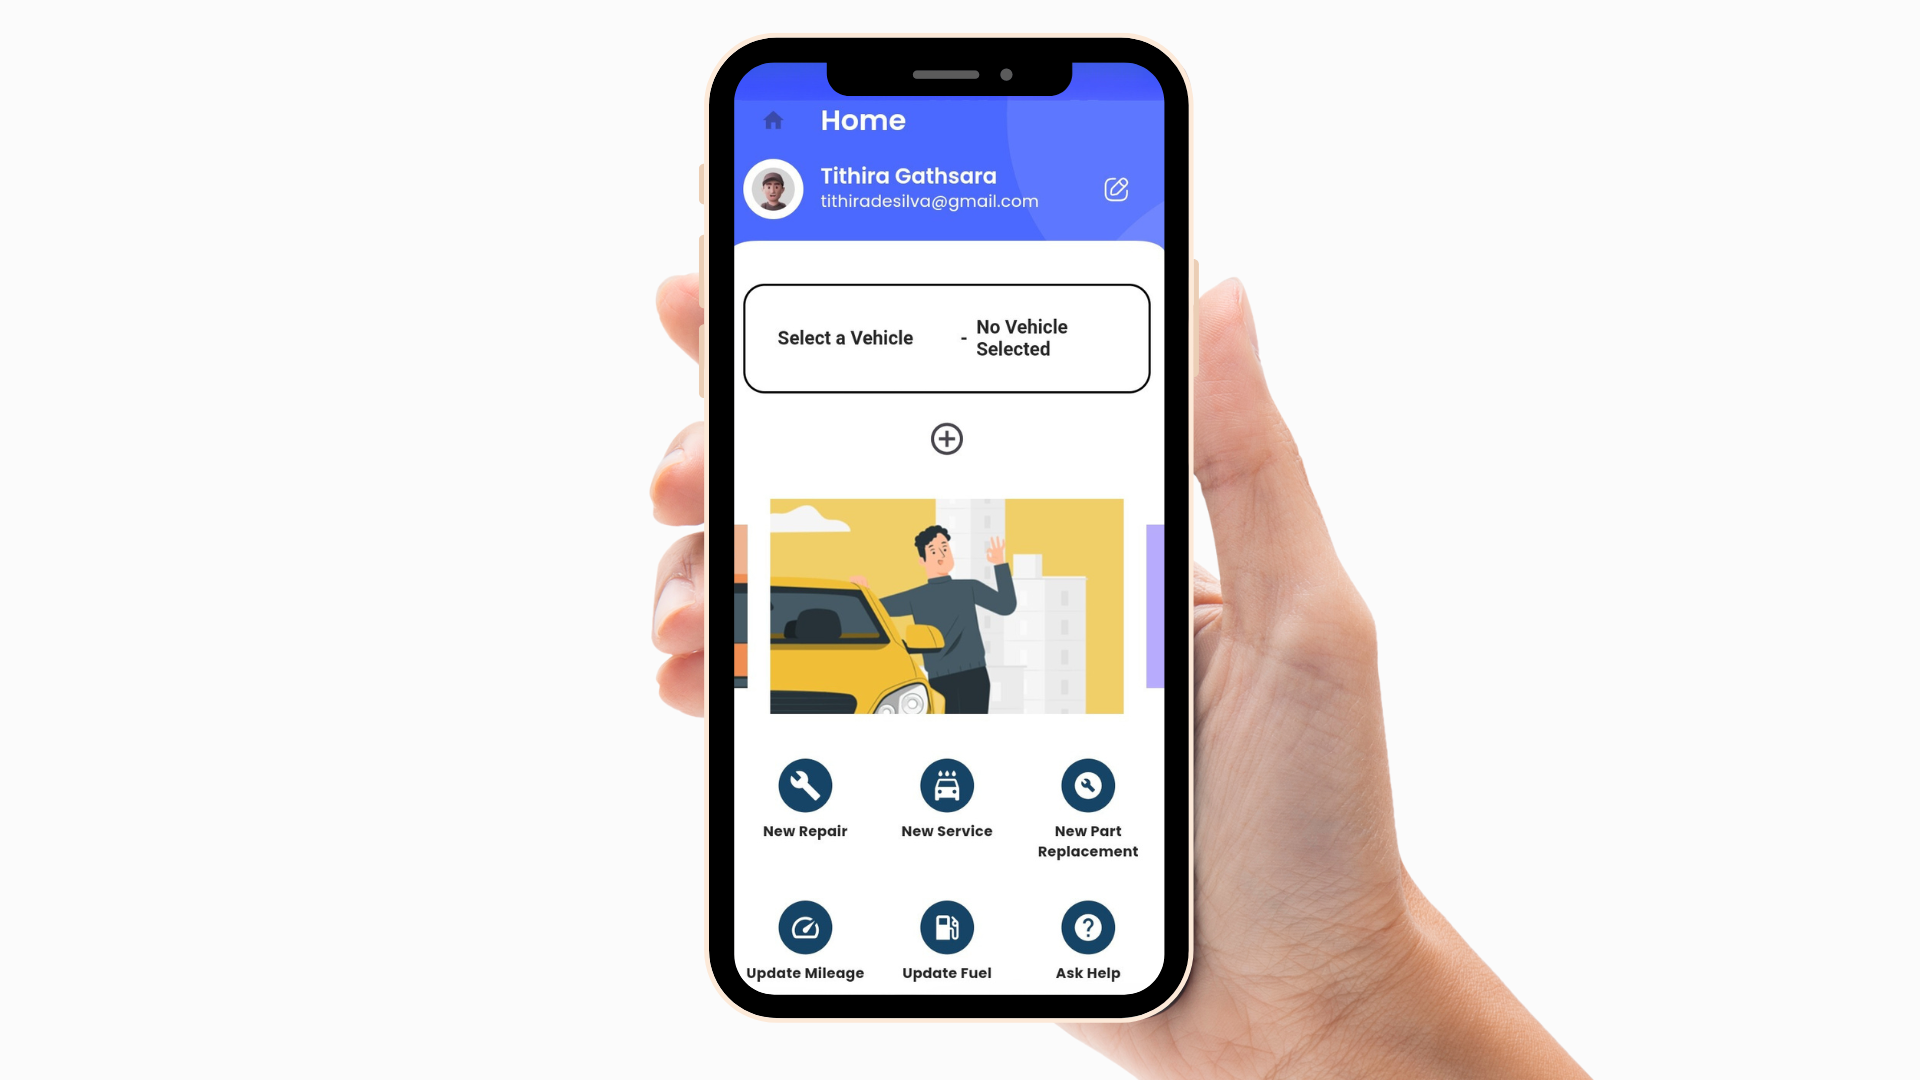 Home
Tithira Gathsara
tithiradesilva@gmail.com
Select a Vehicle - No Vehicle
Selected
New Repair
New Service
New Part
Replacement
Update Mileage
Update Fuel
Ask Help